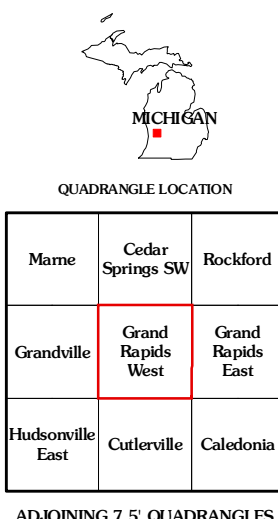 MICHIGAN
QUADRANGLE LOCATION
Marne
Cedar
Springs SW
Rockford
Grandville
Grand
Rapids
West
Grand
Rapids
East
Hudsonville
East
Cutlerville
Caledonia
ADJOINING 7.5' QUADRANGLES